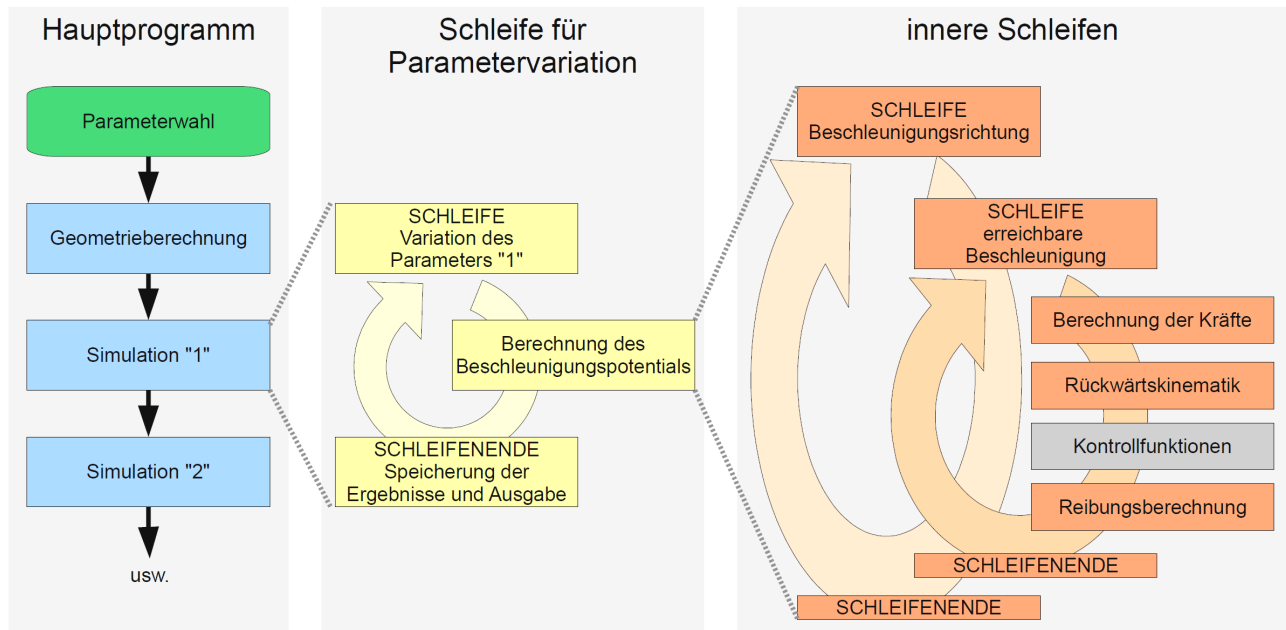 Hauptprogramm
Parameterwahl
Geometrieberechnung
Simulation "1"
Simulation "2"
usw.
Schleife für
Parametervariation
SCHLEIFE
Variation des
Parameters "1"
Berechnung des
Beschleunigungspotentials
SCHLEIFENENDE
Speicherung der
Ergebnisse und Ausgabe
innere Schleifen
SCHLEIFE
Beschleunigungsrichtung
SCHLEIFE
erreichbare
Beschleunigung
Berechnung der Kräfte
Rückwärtskinematik
Kontrollfunktionen
Reibungsberechnung
SCHLEIFENENDE
SCHLEIFENENDE